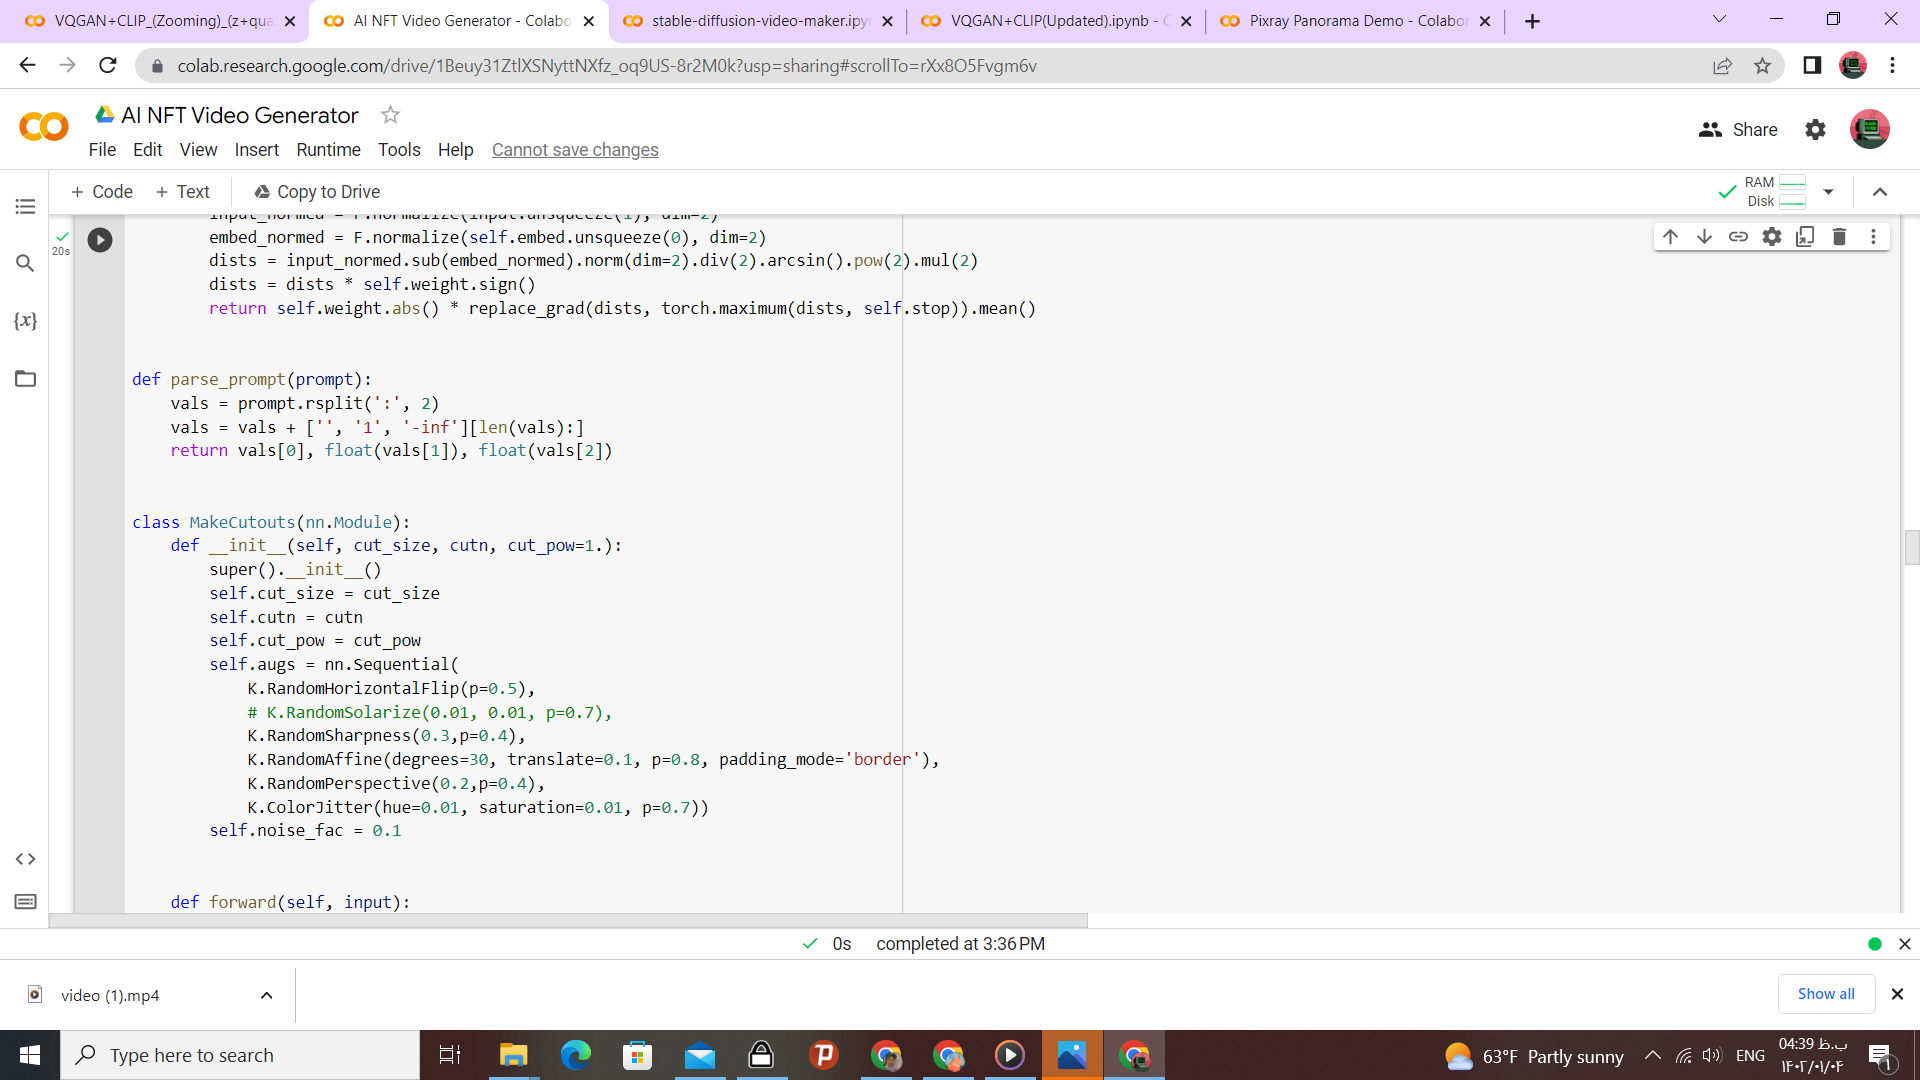 VQGAN+CLIP_(Zooming)_(z+qua
AI NFT Video Generator - Colabo
stable-diffusion-video-maker.ipy
VQGAN+CLIP(Updated).ipynb - C
Pixray Panorama Demo - Colabor
colab.research.google.com/drive/1Beuy31ZtlXSNyttNXfz_oq9US-8r2M0k?usp=sharing#scrollTo=rXx8O5Fvgm6v
AI NFT Video Generator
File Edit View Insert Runtime Tools Help Cannot save changes
Share
+ Code + Text Copy to Drive
RAM
Disk
20s
input_normed = F.normalize(input.unsqueeze(1), dim=2)
embed_normed = F.normalize(self.embed.unsqueeze(0), dim=2)
dists = input_normed.sub(embed_normed).norm(dim=2).div(2).arcsin().pow(2).mul(2)
dists = dists * self.weight.sign()
return self.weight.abs() * replace_grad(dists, torch.maximum(dists, self.stop)).mean()
def parse_prompt(prompt):
vals = prompt.rsplit(':', 2)
vals = vals + ['', '1', '-inf'][len(vals):]
return vals[0], float(vals[1]), float(vals[2])
class MakeCutouts(nn.Module):
def __init__(self, cut_size, cutn, cut_pow=1.):
super().__init__()
self.cut_size = cut_size
self.cutn = cutn
self.cut_pow = cut_pow
self.augs = nn.Sequential(
K.RandomHorizontalFlip(p=0.5),
# K.RandomSolarize(0.01, 0.01, p=0.7),
K.RandomSharpness(0.3,p=0.4),
K.RandomAffine(degrees=30, translate=0.1, p=0.8, padding_mode='border'),
K.RandomPerspective(0.2,p=0.4),
K.ColorJitter(hue=0.01, saturation=0.01, p=0.7))
self.noise_fac = 0.1
def forward(self, input):
0s completed at 3:36 PM
video (1).mp4
Show all
Type here to search
63°F Partly sunny
ENG
04:39 ب.ظ
۱۴۰۲/۰۱/۰۴
۱